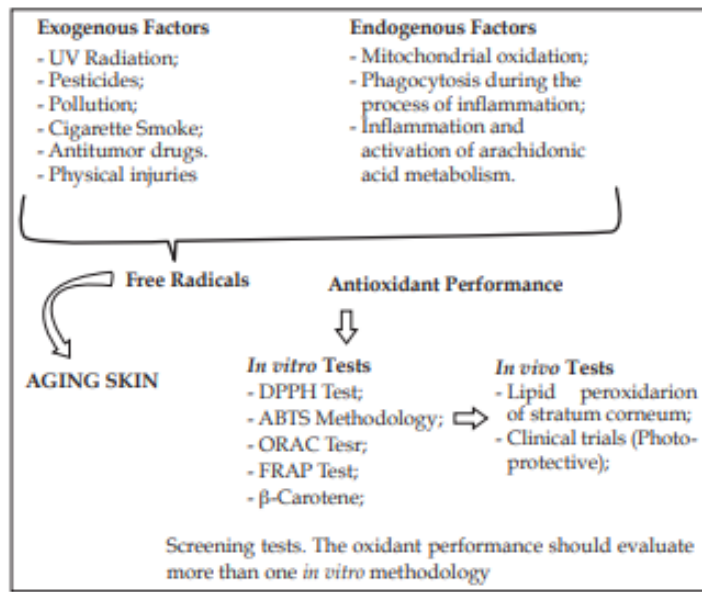 Exogenous Factors
- UV Radiation;
- Pesticides;
- Pollution;
- Cigarette Smoke;
- Antitumor drugs.
- Physical injuries
Endogenous Factors
- Mitochondrial oxidation;
- Phagocytosis during the
process of inflammation;
- Inflammation and
activation of arachidonic
acid metabolism.
Free Radicals
AGING SKIN
Antioxidant Performance
In vitro Tests
- DPPH Test;
- ABTS Methodology;
- ORAC Tesr;
- FRAP Test;
- β-Carotene;
In vivo Tests
- Lipid peroxidarion
of stratum corneum;
- Clinical trials (Photo-
protective);
Screening tests. The oxidant performance should evaluate
more than one in vitro methodology